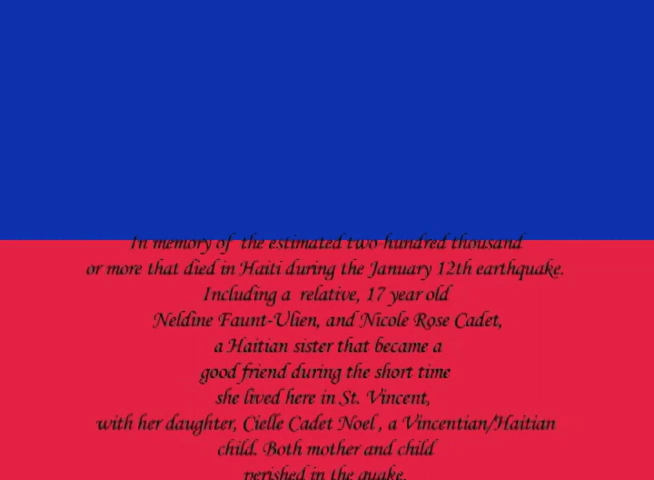 In memory of the estimated two hundred thousand
or more that died in Haiti during the January 12th earthquake.
Including a relative, 17 year old
Neldine Faunt-Ulien, and Nicole Rose Cadet,
a Haitian sister that became a
good friend during the short time
she lived here in St. Vincent,
with her daughter, Cielle Cadet Noel , a Vincentian/Haitian
child. Both mother and child
perished in the quake.